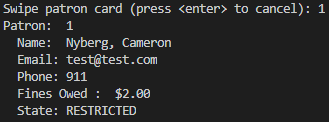 Swipe patron card (press <enter> to cancel): 1
Patron:  1
  Name:  Nyberg, Cameron
  Email: test@test.com
  Phone: 911
  Fines Owed :  $2.00
  State: RESTRICTED